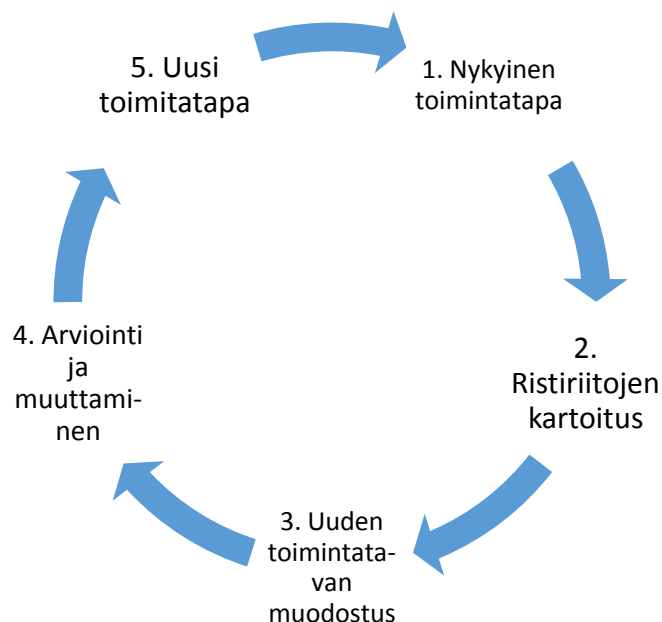 1. Nykyinen
toimintatapa
2.
Ristiriitojen
kartoitus
3. Uuden
toimintata-
van
muodostus
4. Arviointi
ja
muuttami-
nen
5. Uusi
toimitatapa